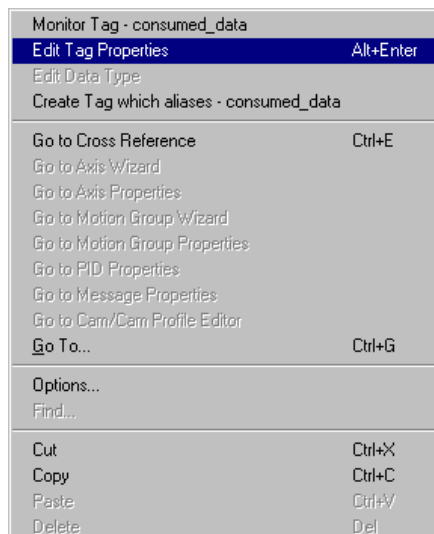 Monitor Tag - consumed_data
Edit Tag Properties Alt+Enter
Edit Data Type
Create Tag which aliases - consumed_data
Go to Cross Reference Ctrl+E
Go to Axis Wizard
Go to Axis Properties
Go to Motion Group Wizard
Go to Motion Group Properties
Go to PID Properties
Go to Message Properties
Go to Cam/Cam Profile Editor
Go To... Ctrl+G
Options...
Find...
Cut Ctrl+X
Copy Ctrl+C
Paste Ctrl+V
Delete Del